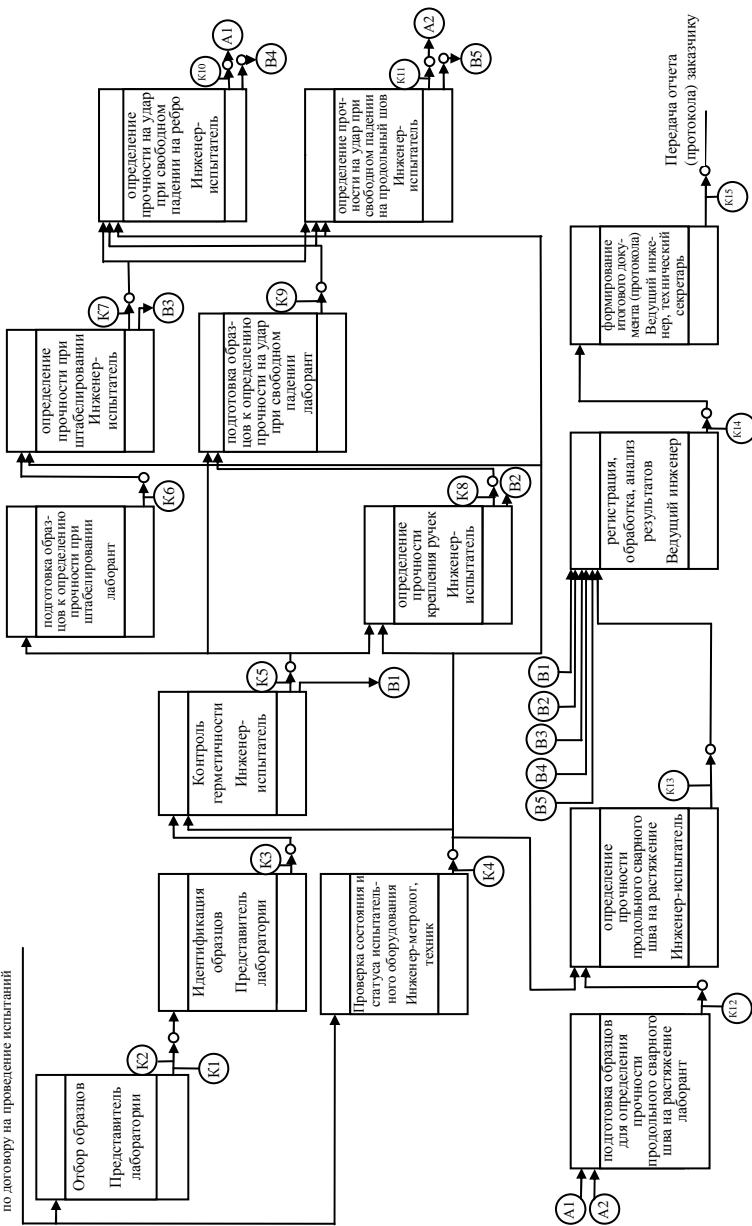 по договору на проведение испытаний
Отбор образцов
Представитель
лаборатории
К2
К1
Идентификация
образцов
Представитель
лаборатории
К3
Проверка состояния и
статуса испытатель-
ного оборудования
Инженер-метролог,
техник
К4
Контроль
герметичности
Инженер-
испытатель
К5
В1
подготовка образ-
цов к определению
прочности при
штабелировании
лаборант
К6
определение
прочности
крепления ручек
Инженер-
испытатель
К8
В2
определение
прочности при
штабелировании
Инженер-
испытатель
К7
В3
подготовка образ-
цов к определению
прочности на удар
при свободном
падении
лаборант
К9
определение
прочности на удар
при свободном
падении на ребро
Инженер-
испытатель
К10
А1
В4
определение проч-
ности на удар при
свободном падении
на продольный шов
Инженер-
испытатель
К11
А2
В5
А1
А2
подготовка образцов
для определения
прочности
продольного сварного
шва на растяжение
лаборант
К12
определение
прочности
продольного сварного
шва на растяжение
Инженер-испытатель
К13
В1
В2
В3
В4
В5
регистрация,
обработка, анализ
результатов
Ведущий инженер
К14
формирование
итогового доку-
мента (протокола)
Ведущий инже-
нер, технический
секретарь
К15
Передача отчета
(протокола) заказчику